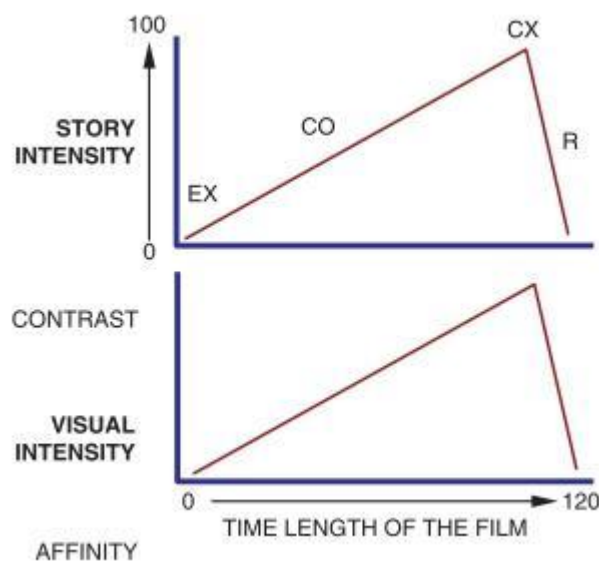 100
CX
STORY
INTENSITY
CO
R
EX
0
CONTRAST
VISUAL
INTENSITY
0
120
TIME LENGTH OF THE FILM
AFFINITY